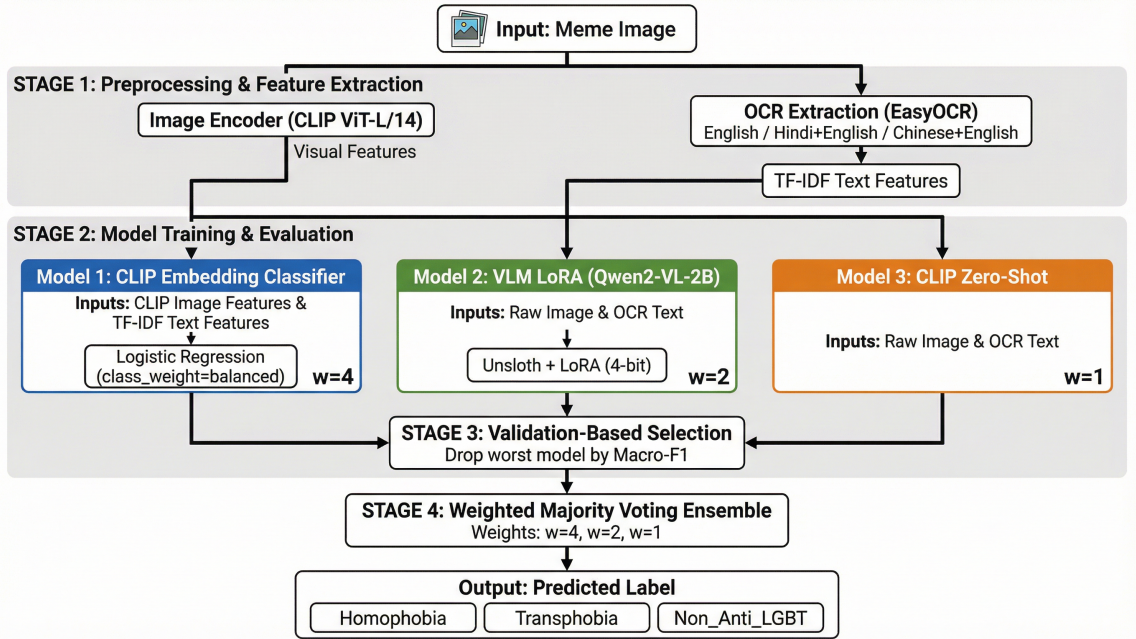 Input: Meme Image
STAGE 1: Preprocessing & Feature Extraction
Image Encoder (CLIP ViT-L/14)
Visual Features
OCR Extraction (EasyOCR)
English / Hindi+English / Chinese+English
TF-IDF Text Features
STAGE 2: Model Training & Evaluation
Model 1: CLIP Embedding Classifier
Inputs: CLIP Image Features &
TF-IDF Text Features
Logistic Regression
(class_weight=balanced)
w=4
Model 2: VLM LoRA (Qwen2-VL-2B)
Inputs: Raw Image & OCR Text
Unsloth + LoRA (4-bit)
w=2
Model 3: CLIP Zero-Shot
Inputs: Raw Image & OCR Text
w=1
STAGE 3: Validation-Based Selection
Drop worst model by Macro-F1
STAGE 4: Weighted Majority Voting Ensemble
Weights: w=4, w=2, w=1
Output: Predicted Label
Homophobia
Transphobia
Non_Anti_LGBT